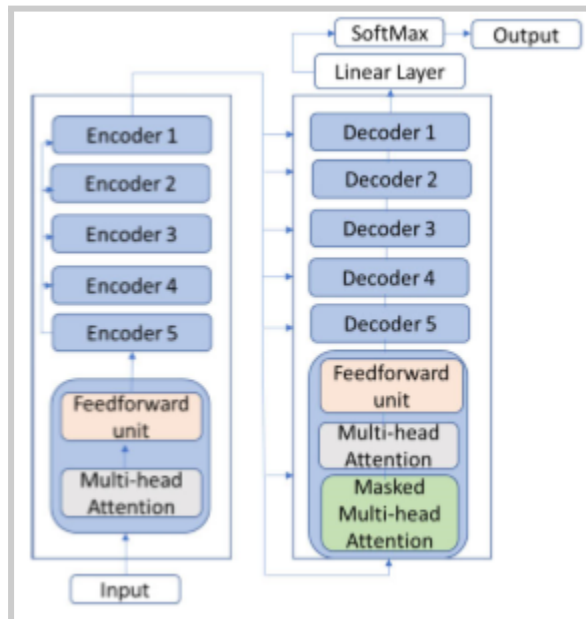 SoftMax
Output
Linear Layer
Encoder 1
Encoder 2
Encoder 3
Encoder 4
Encoder 5
Feedforward
unit
Multi-head
Attention
Input
Decoder 1
Decoder 2
Decoder 3
Decoder 4
Decoder 5
Feedforward
unit
Multi-head
Attention
Masked
Multi-head
Attention